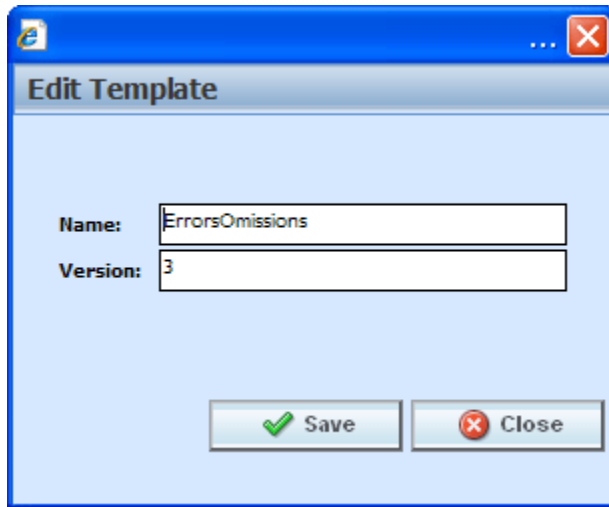 ...
Edit Template
Name: ErrorsOmissions
Version: 3
Save Close